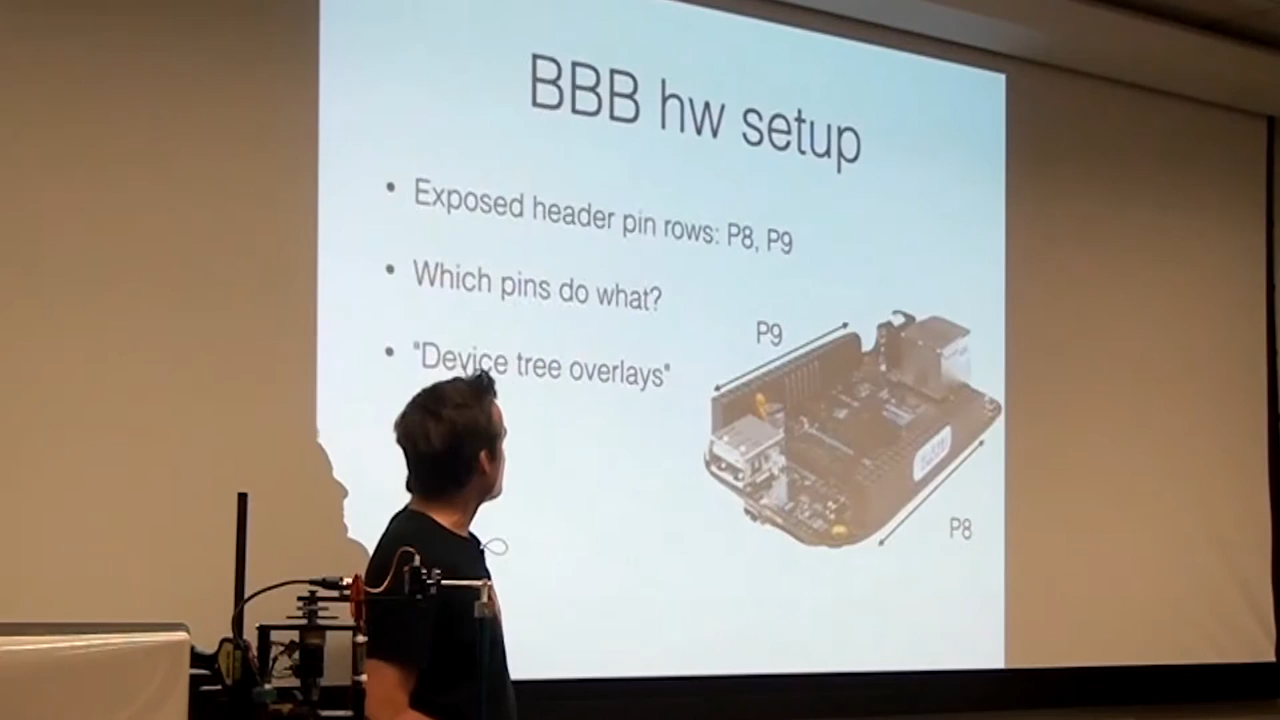 BBB hw setup
• Exposed header pin rows: P8, P9
• Which pins do what?
• "Device tree overlays"
P9
P8